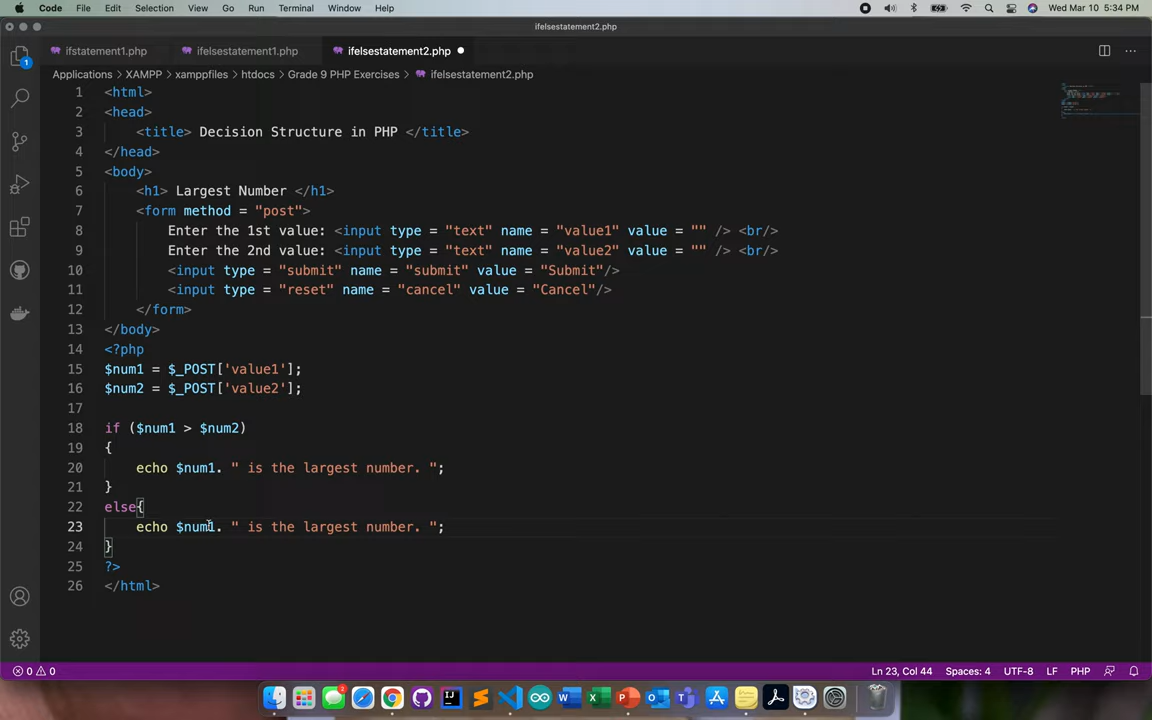 Code File Edit Selection View Go Run Terminal Window Help Wed Mar 10 5:34 PM
ifelsestatement2.php
ifstatement1.php ifelsestatement1.php ifelsestatement2.php
Applications > XAMPP > xamppfiles > htdocs > Grade 9 PHP Exercises > ifelsestatement2.php
1 <html>
2 <head>
3 <title> Decision Structure in PHP </title>
4 </head>
5 <body>
6 <h1> Largest Number </h1>
7 <form method = "post">
8 Enter the 1st value: <input type = "text" name = "value1" value = "" /> <br/>
9 Enter the 2nd value: <input type = "text" name = "value2" value = "" /> <br/>
10 <input type = "submit" name = "submit" value = "Submit"/>
11 <input type = "reset" name = "cancel" value = "Cancel"/>
12 </form>
13 </body>
14 <?php
15 $num1 = $_POST['value1'];
16 $num2 = $_POST['value2'];
17
18 if ($num1 > $num2)
19 {
20 echo $num1. " is the largest number. ";
21 }
22 else{
23 echo $num1. " is the largest number. ";
24 }
25 ?>
26 </html>
1
0 0 Ln 23, Col 44 Spaces: 4 UTF-8 LF PHP
2